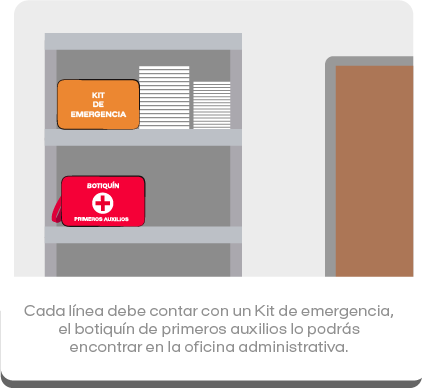 KIT
DE
EMERGENCIA
BOTIQUÍN
PRIMEROS AUXILIOS
Cada línea debe contar con un Kit de emergencia,
el botiquín de primeros auxilios lo podrás
encontrar en la oficina administrativa.